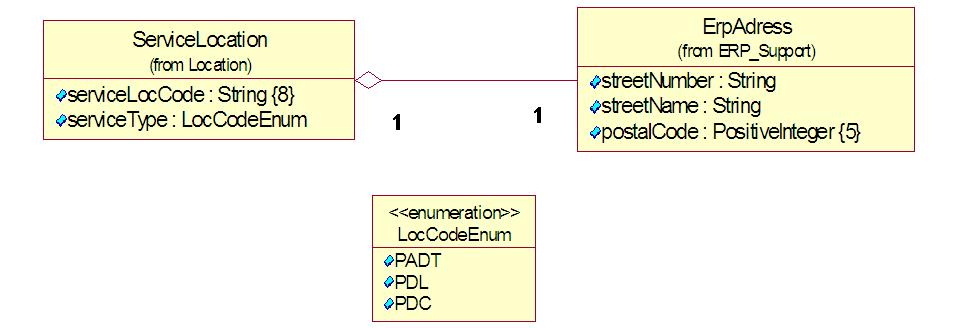 ServiceLocation
(from Location)
serviceLocCode : String {8}
serviceType : LocCodeEnum
1
1
ErpAdress
(from ERP_Support)
streetNumber : String
streetName : String
postalCode : PositiveInteger {5}
<<enumeration>>
LocCodeEnum
PADT
PDL
PDC